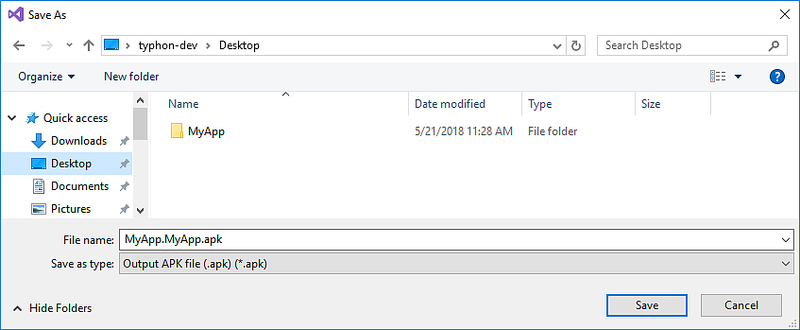 Save As
typhon-dev Desktop
Search Desktop
Organize New folder
?
Name Date modified Type Size
Quick access
MyApp 5/21/2018 11:28 AM File folder
Downloads
Desktop
Documents
Pictures
File name: MyApp.MyApp.apk
Save as type: Output APK file (.apk) (*.apk)
Hide Folders Save Cancel